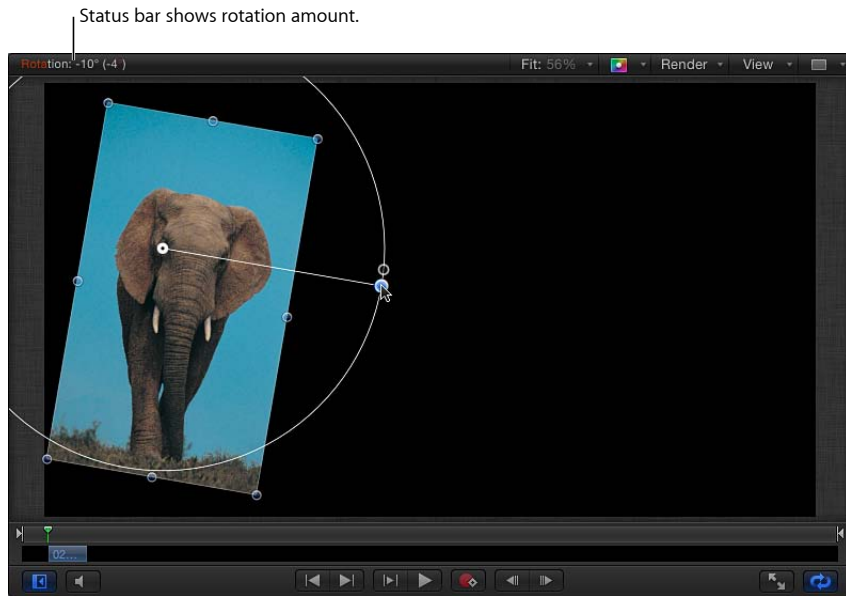 Status bar shows rotation amount.
Rotation: -10° (-4°)
Fit: 56%
Render
View
02...